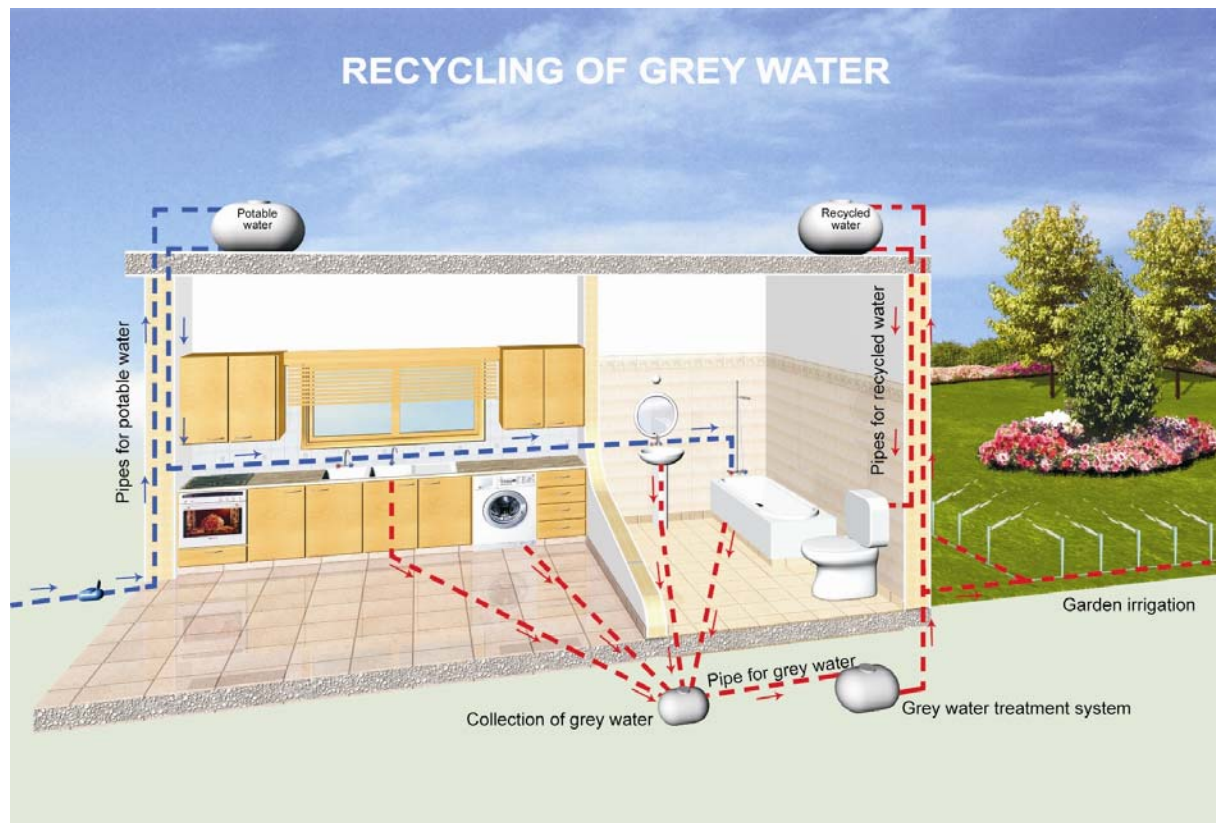 RECYCLING OF GREY WATER
Potable
water
Recycled
water
Pipes for potable water
Pipes for recycled water
Garden irrigation
Pipe for grey water
Collection of grey water
Grey water treatment system